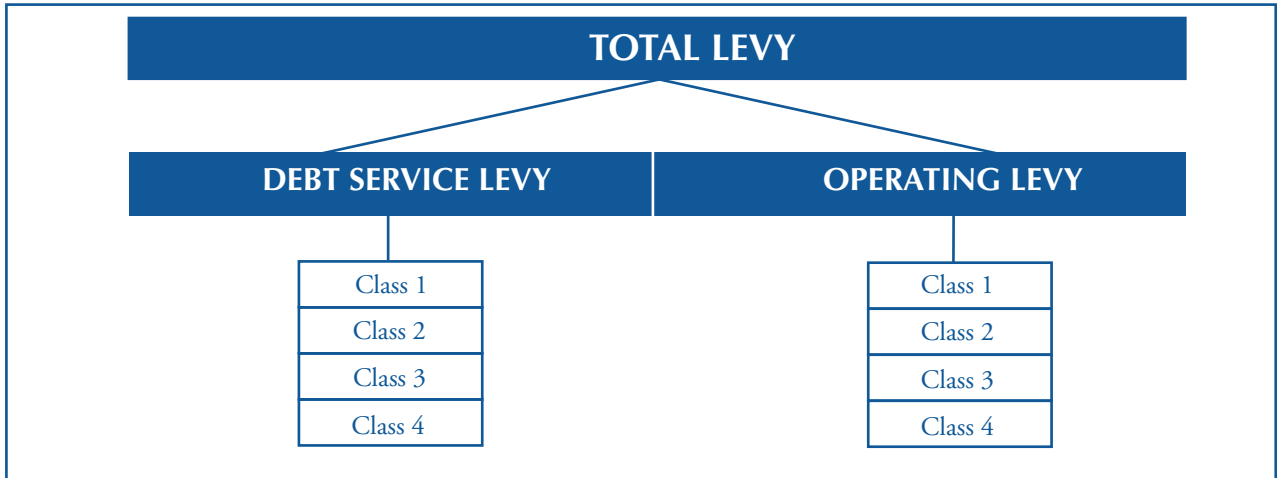 TOTAL LEVY
DEBT SERVICE LEVY
OPERATING LEVY
Class 1
Class 2
Class 3
Class 4
Class 1
Class 2
Class 3
Class 4